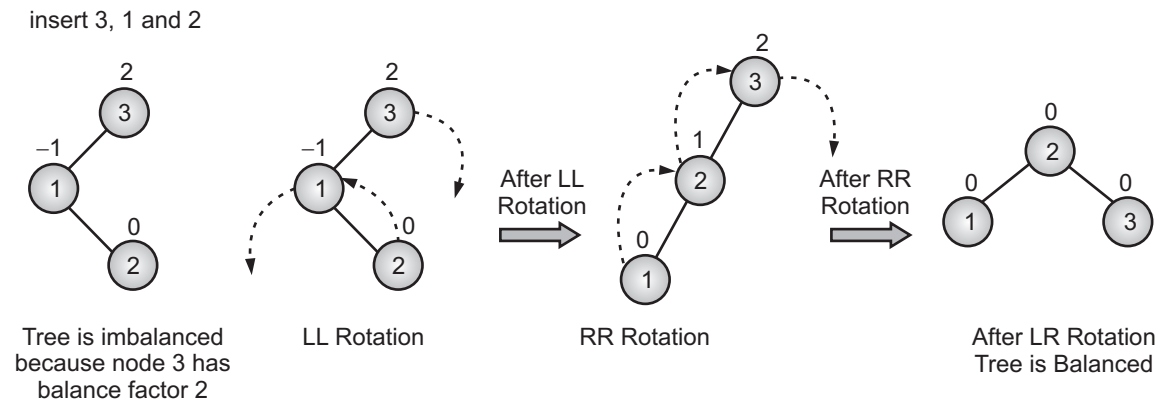 insert 3, 1 and 2
2
3
–1
1
0
2
Tree is imbalanced
because node 3 has
balance factor 2
2
3
–1
1
0
2
LL Rotation
After LL
Rotation
2
3
1
2
0
1
RR Rotation
After RR
Rotation
0
2
0
1
0
3
After LR Rotation
Tree is Balanced